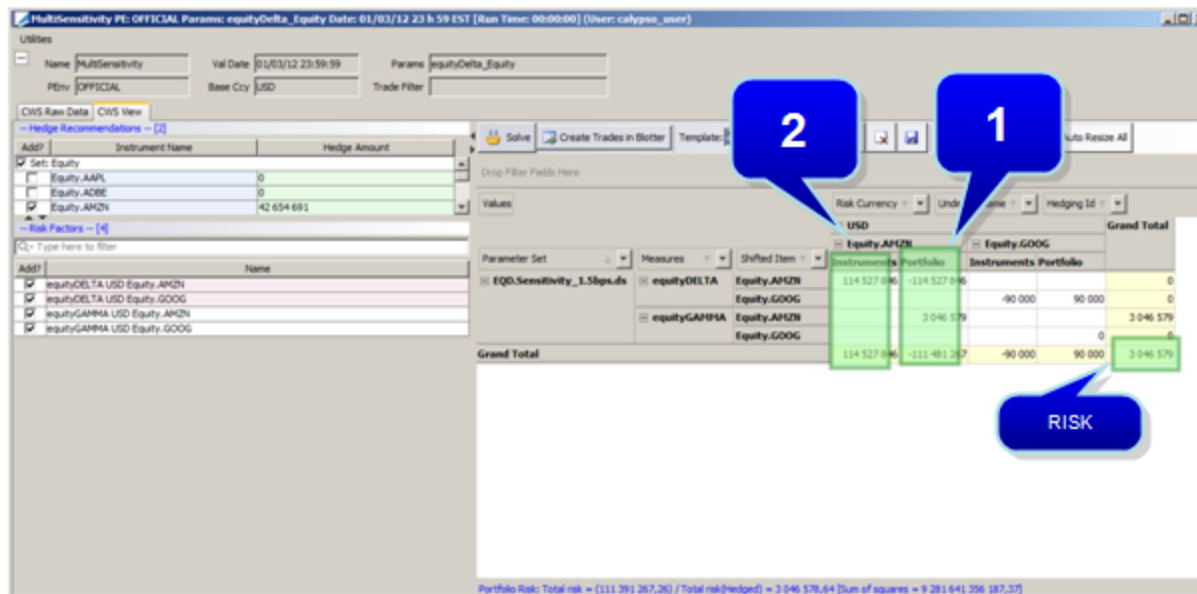 MultiSensitivity PE: OFFICIAL Params: equityDelta_Equity Date: 01/03/12 23 h 59 EST [Run Time: 00:00:00] (User: calypso_user)
Utilities
Name MultiSensitivity Val Date 01/03/12 23:59:59 Params equityDelta_Equity
PEnv OFFICIAL Base Ccy USD Trade Filter
CWS Raw Data CWS View
-- Hedge Recommendations -- [2]
Solve Create Trades in Blotter Template: Auto Resize All
2
1
Add? Instrument Name Hedge Amount
Set: Equity
Equity.AAPL 0
Equity.ADBE 0
Equity.AMZN 42 654 691
Drop Filter Fields Here
Values Risk Currency Hedging Id
-- Risk Factors -- [4]
Type here to filter
Add? Name
equityDELTA USD Equity.AMZN
equityDELTA USD Equity.GOOG
equityGAMMA USD Equity.AMZN
equityGAMMA USD Equity.GOOG
USD Grand Total
Equity.AMZN Equity.GOOG
Parameter Set Measures Shifted Item Instruments Portfolio Instruments Portfolio
EQD.Sensitivity_1.5bps.ds equityDELTA Equity.AMZN 114 527 846 -114 527 846 0
Equity.GOOG -90 000 90 000 0
equityGAMMA Equity.AMZN 3 046 579 3 046 579
Equity.GOOG 0 0
Grand Total 114 527 846 -111 481 267 -90 000 90 000 3 046 579
RISK
Portfolio Risk: Total risk = (111 391 267,26) / Total risk(Hedged) = 3 046 578,64 [Sum of squares = 9 281 641 356 187,37]